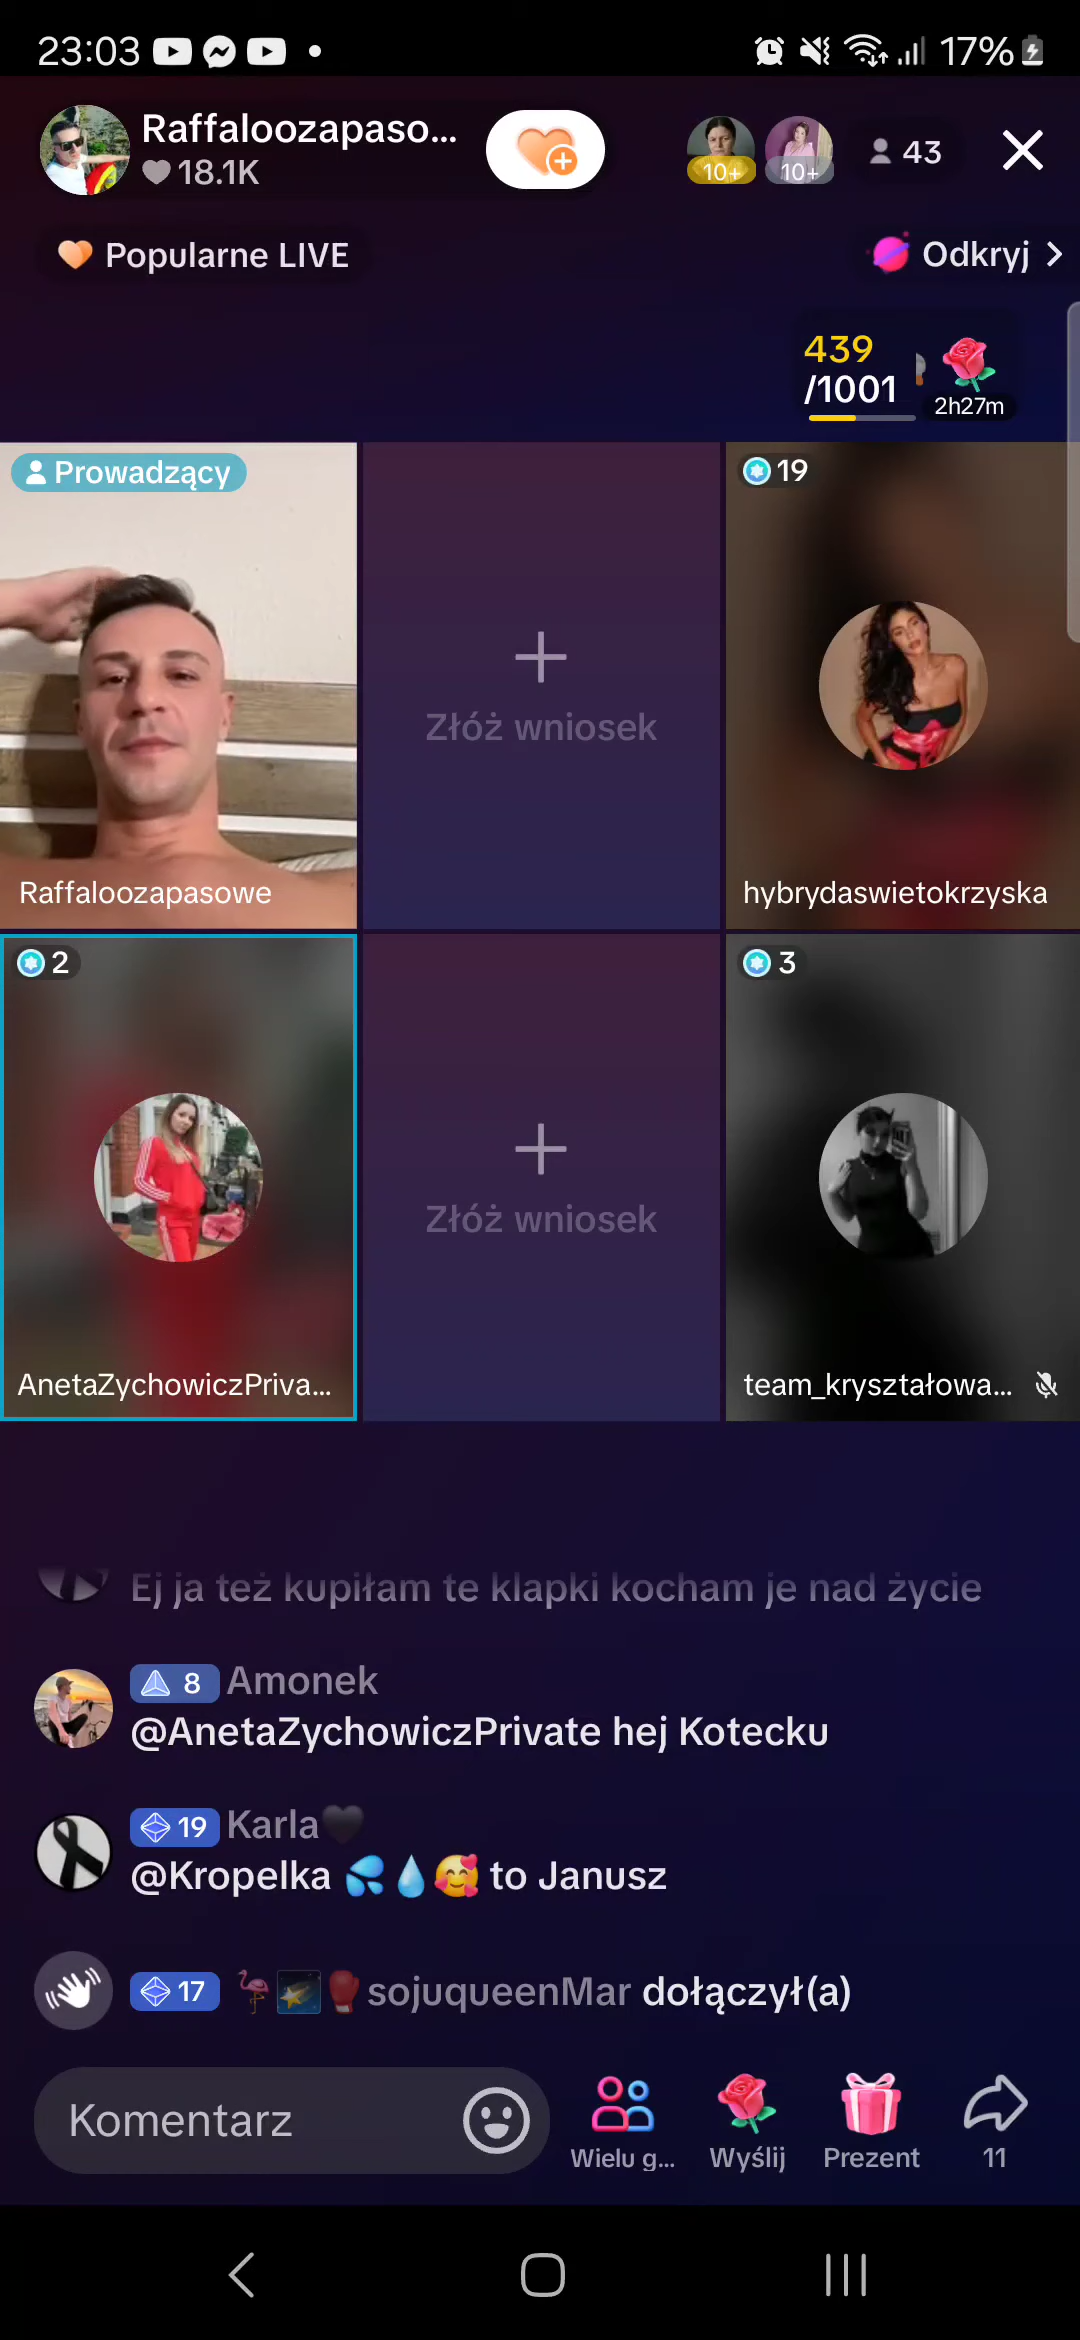 23:03
17%
Raffaloozapaso...
18.1K
10+
10+
43
Popularne LIVE
Odkryj
439
/1001
2h27m
Prowadzący
19
Złóż wniosek
Raffaloozapasowe
hybrydaswietokrzyska
2
3
Złóż wniosek
AnetaZychowiczPriva...
team_kryształowa...
Ej ja też kupiłam te klapki kocham je nad życie
8 Amonek
@AnetaZychowiczPrivate hej Kotecku
19 Karla🖤
@Kropelka 💦💧🥰 to Janusz
17 🦩🌠🥊sojuqueenMar dołączył(a)
Komentarz
Wielu g...
Wyślij
Prezent
11